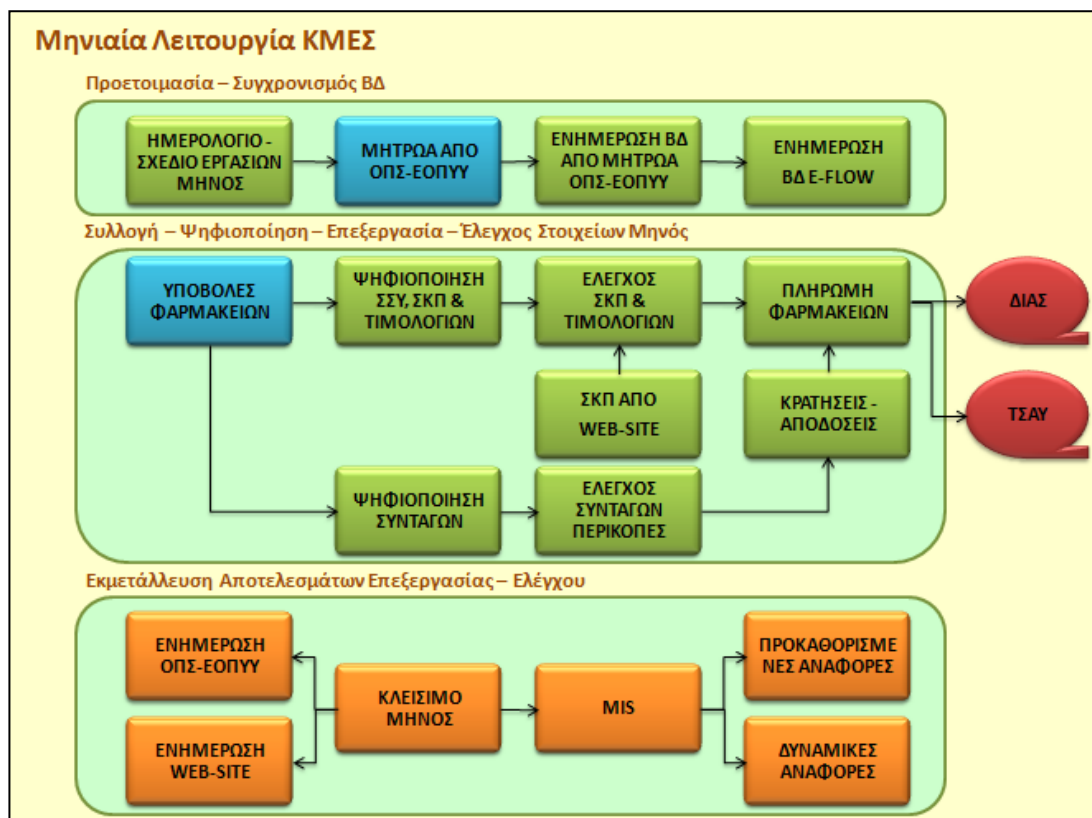 Μηνιαία Λειτουργία ΚΜΕΣ
Προετοιμασία – Συγχρονισμός ΒΔ
ΗΜΕΡΟΛΟΓΙΟ -
ΣΧΕΔΙΟ ΕΡΓΑΣΙΩΝ
ΜΗΝΟΣ
ΜΗΤΡΩΑ ΑΠΟ
ΟΠΣ-ΕΟΠΥΥ
ΕΝΗΜΕΡΩΣΗ ΒΔ
ΑΠΟ ΜΗΤΡΩΑ
ΟΠΣ-ΕΟΠΥΥ
ΕΝΗΜΕΡΩΣΗ
ΒΔ E-FLOW
Συλλογή – Ψηφιοποίηση – Επεξεργασία – Έλεγχος Στοιχείων Μηνός
ΥΠΟΒΟΛΕΣ
ΦΑΡΜΑΚΕΙΩΝ
ΨΗΦΙΟΠΟΙΗΣΗ
ΣΣΥ, ΣΚΠ &
ΤΙΜΟΛΟΓΙΩΝ
ΕΛΕΓΧΟΣ
ΣΚΠ &
ΤΙΜΟΛΟΓΙΩΝ
ΠΛΗΡΩΜΗ
ΦΑΡΜΑΚΕΙΩΝ
ΔΙΑΣ
ΣΚΠ ΑΠΟ
WEB-SITE
ΚΡΑΤΗΣΕΙΣ -
ΑΠΟΔΟΣΕΙΣ
ΤΣΑΥ
ΨΗΦΙΟΠΟΙΗΣΗ
ΣΥΝΤΑΓΩΝ
ΕΛΕΓΧΟΣ
ΣΥΝΤΑΓΩΝ
ΠΕΡΙΚΟΠΕΣ
Εκμετάλλευση Αποτελεσμάτων Επεξεργασίας – Ελέγχου
ΕΝΗΜΕΡΩΣΗ
ΟΠΣ-ΕΟΠΥΥ
ΕΝΗΜΕΡΩΣΗ
WEB-SITE
ΚΛΕΙΣΙΜΟ
ΜΗΝΟΣ
MIS
ΠΡΟΚΑΘΟΡΙΣΜΕ
ΝΕΣ ΑΝΑΦΟΡΕΣ
ΔΥΝΑΜΙΚΕΣ
ΑΝΑΦΟΡΕΣ